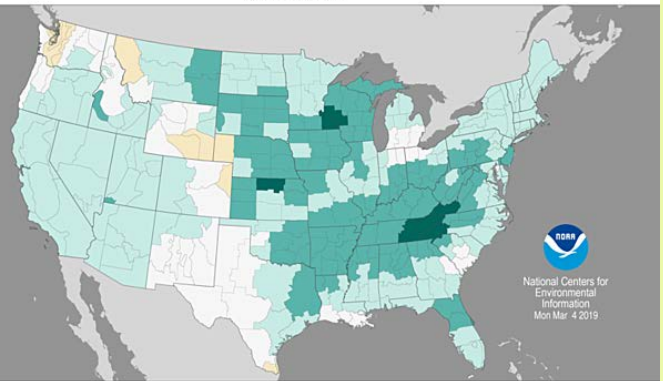 NOAA
National Centers for
Environmental
Information
Mon Mar 4 2019